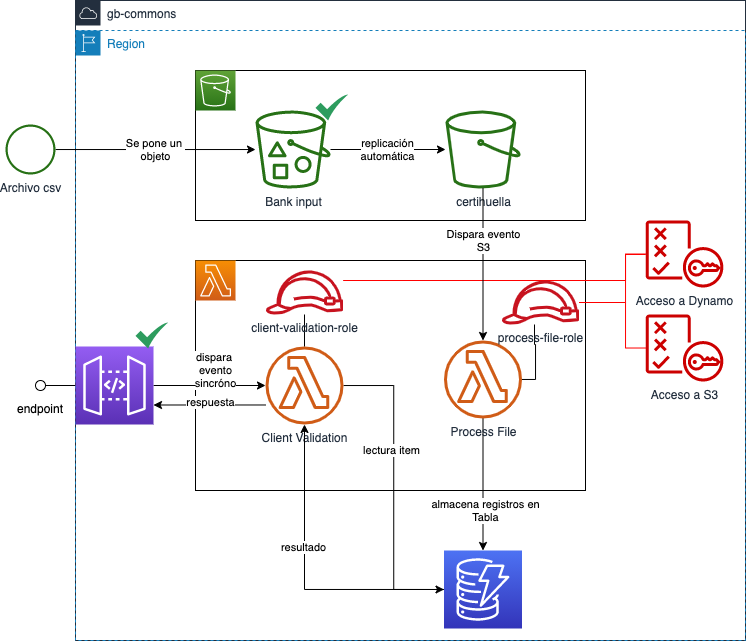 gb-commons
Region
Se pone un
objeto
replicación
automática
Archivo csv
Bank input
certihuella
Dispara evento
S3
Acceso a Dynamo
client-validation-role
process-file-role
dispara
evento
sincróno
respuesta
endpoint
Acceso a S3
Client Validation
Process File
lectura item
almacena registros en
Tabla
resultado